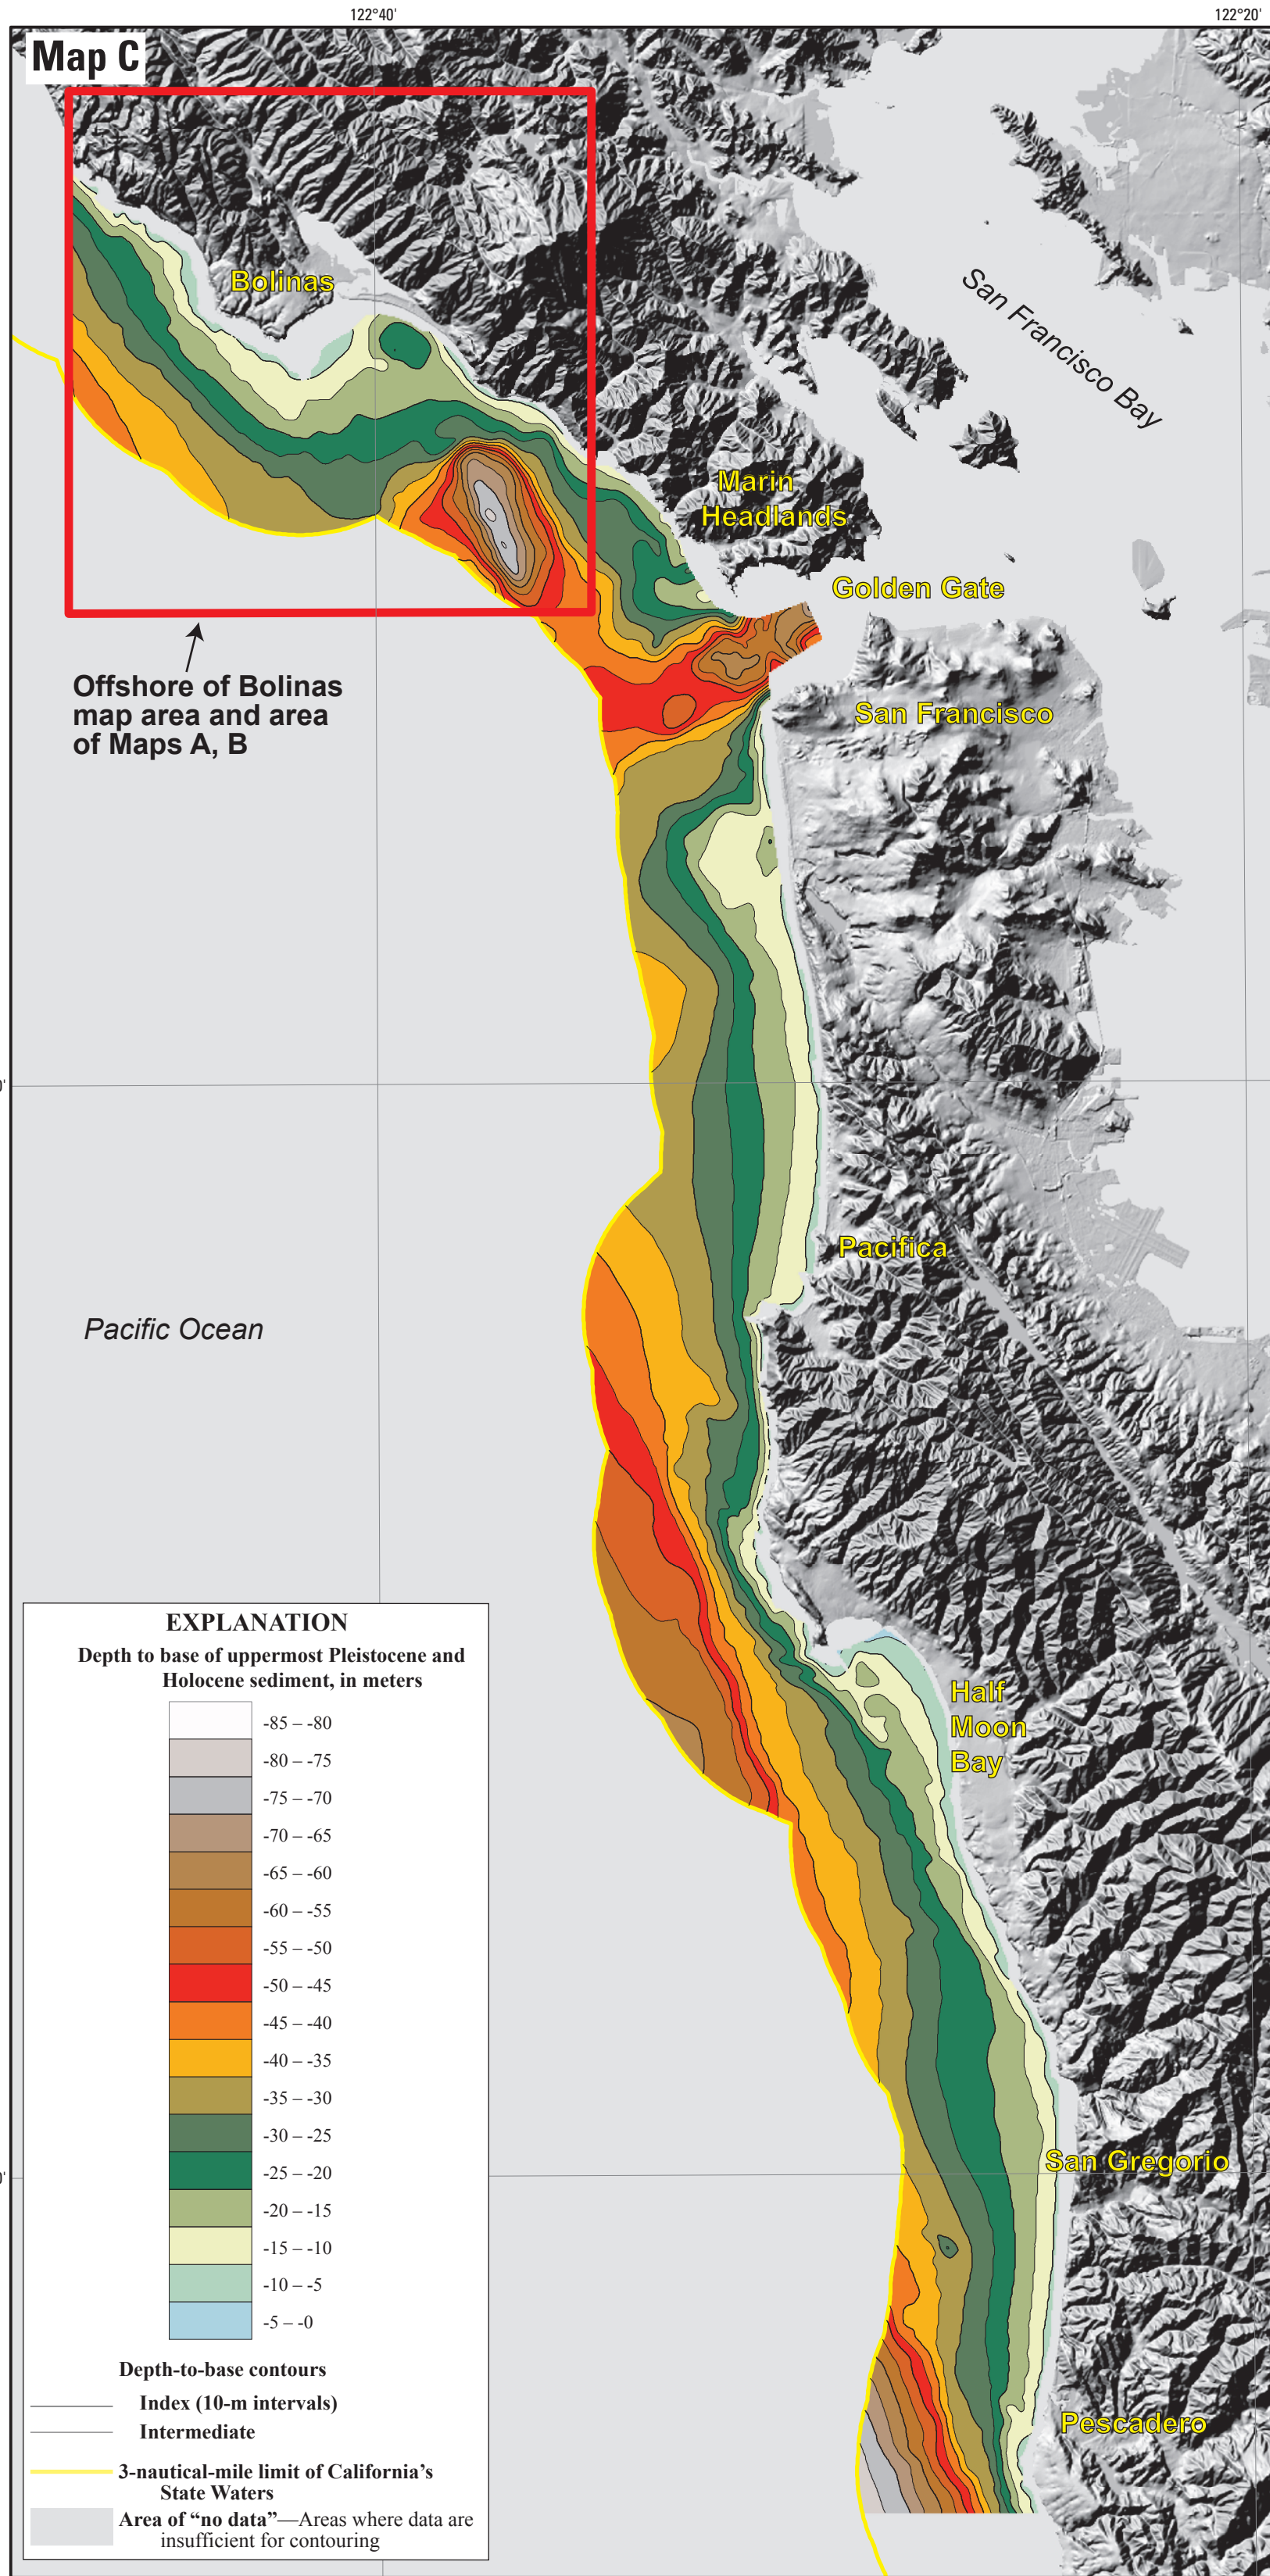 122°40'
122°20'
Map C
Bolinas
San Francisco Bay
Marin
Headlands
Golden Gate
Offshore of Bolinas
map area and area
of Maps A, B
San Francisco
Pacifica
Pacific Ocean
Half
Moon
Bay
San Gregorio
Pescadero
EXPLANATION
Depth to base of uppermost Pleistocene and
Holocene sediment, in meters
-85 – -80
-80 – -75
-75 – -70
-70 – -65
-65 – -60
-60 – -55
-55 – -50
-50 – -45
-45 – -40
-40 – -35
-35 – -30
-30 – -25
-25 – -20
-20 – -15
-15 – -10
-10 – -5
-5 – -0
Depth-to-base contours
Index (10-m intervals)
Intermediate
3-nautical-mile limit of California’s
State Waters
Area of “no data”—Areas where data are
insufficient for contouring